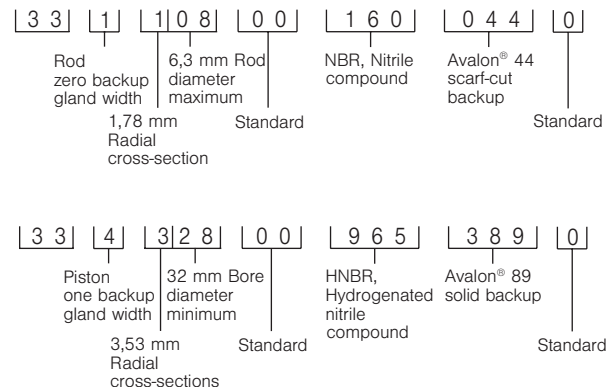 33 1 108 00 160 044 0
Rod
zero backup
gland width
1,78 mm
Radial
cross-section
6,3 mm Rod
diameter
maximum
Standard
NBR, Nitrile
compound
Avalon® 44
scarf-cut
backup
Standard
33 4 328 00 965 389 0
Piston
one backup
gland width
3,53 mm
Radial
cross-sections
32 mm Bore
diameter
minimum
Standard
HNBR,
Hydrogenated
nitrile
compound
Avalon® 89
solid backup
Standard